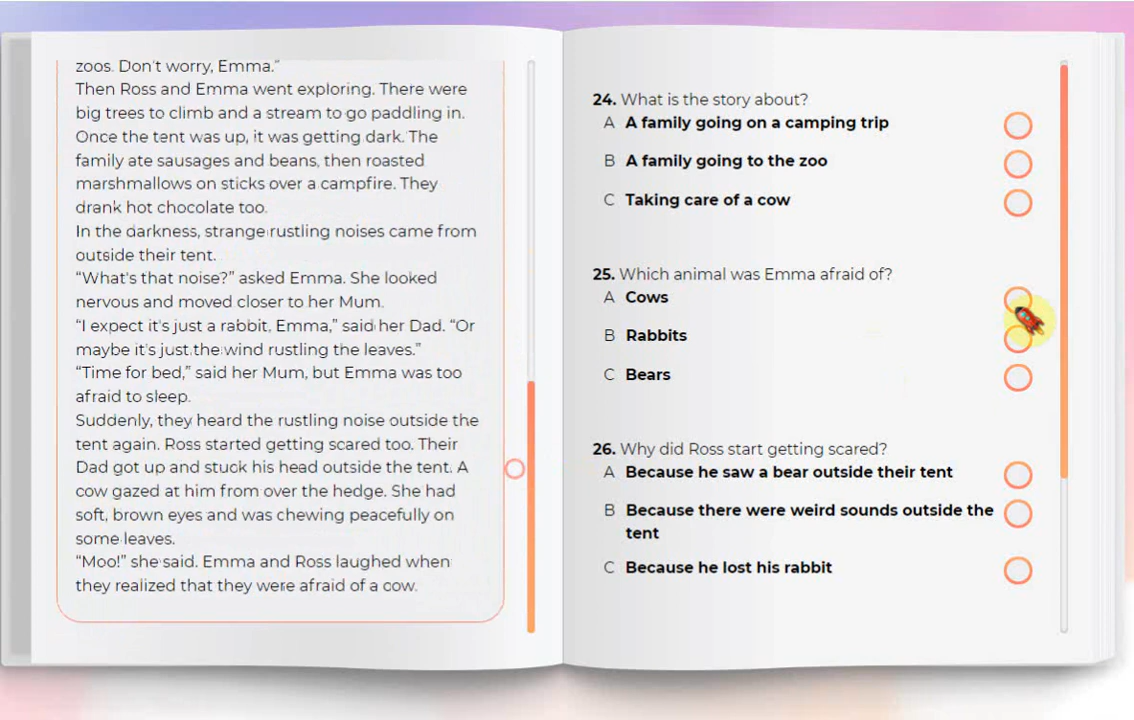 zoos. Don't worry, Emma."
Then Ross and Emma went exploring. There were
big trees to climb and a stream to go paddling in.
Once the tent was up, it was getting dark. The
family ate sausages and beans, then roasted
marshmallows on sticks over a campfire. They
drank hot chocolate too.
In the darkness, strange rustling noises came from
outside their tent.
“What's that noise?” asked Emma. She looked
nervous and moved closer to her Mum.
“I expect it's just a rabbit, Emma,” said her Dad. “Or
maybe it's just the wind rustling the leaves.”
“Time for bed,” said her Mum, but Emma was too
afraid to sleep.
Suddenly, they heard the rustling noise outside the
tent again. Ross started getting scared too. Their
Dad got up and stuck his head outside the tent. A
cow gazed at him from over the hedge. She had
soft, brown eyes and was chewing peacefully on
some leaves.
“Moo!” she said. Emma and Ross laughed when
they realized that they were afraid of a cow.
24. What is the story about?
A A family going on a camping trip
B A family going to the zoo
C Taking care of a cow
25. Which animal was Emma afraid of?
A Cows
B Rabbits
C Bears
26. Why did Ross start getting scared?
A Because he saw a bear outside their tent
B Because there were weird sounds outside the
tent
C Because he lost his rabbit